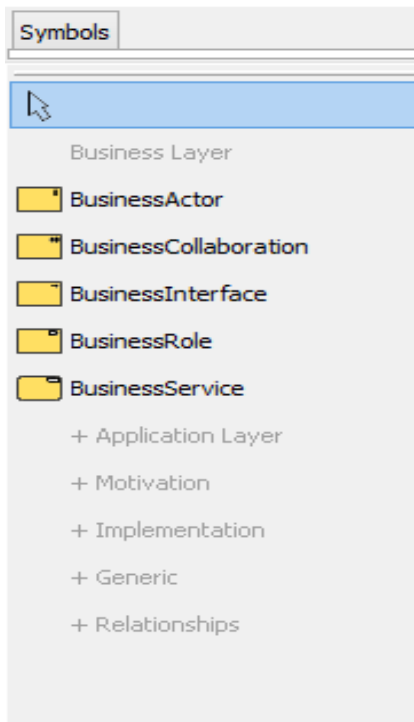 Symbols
Business Layer
BusinessActor
BusinessCollaboration
BusinessInterface
BusinessRole
BusinessService
+ Application Layer
+ Motivation
+ Implementation
+ Generic
+ Relationships